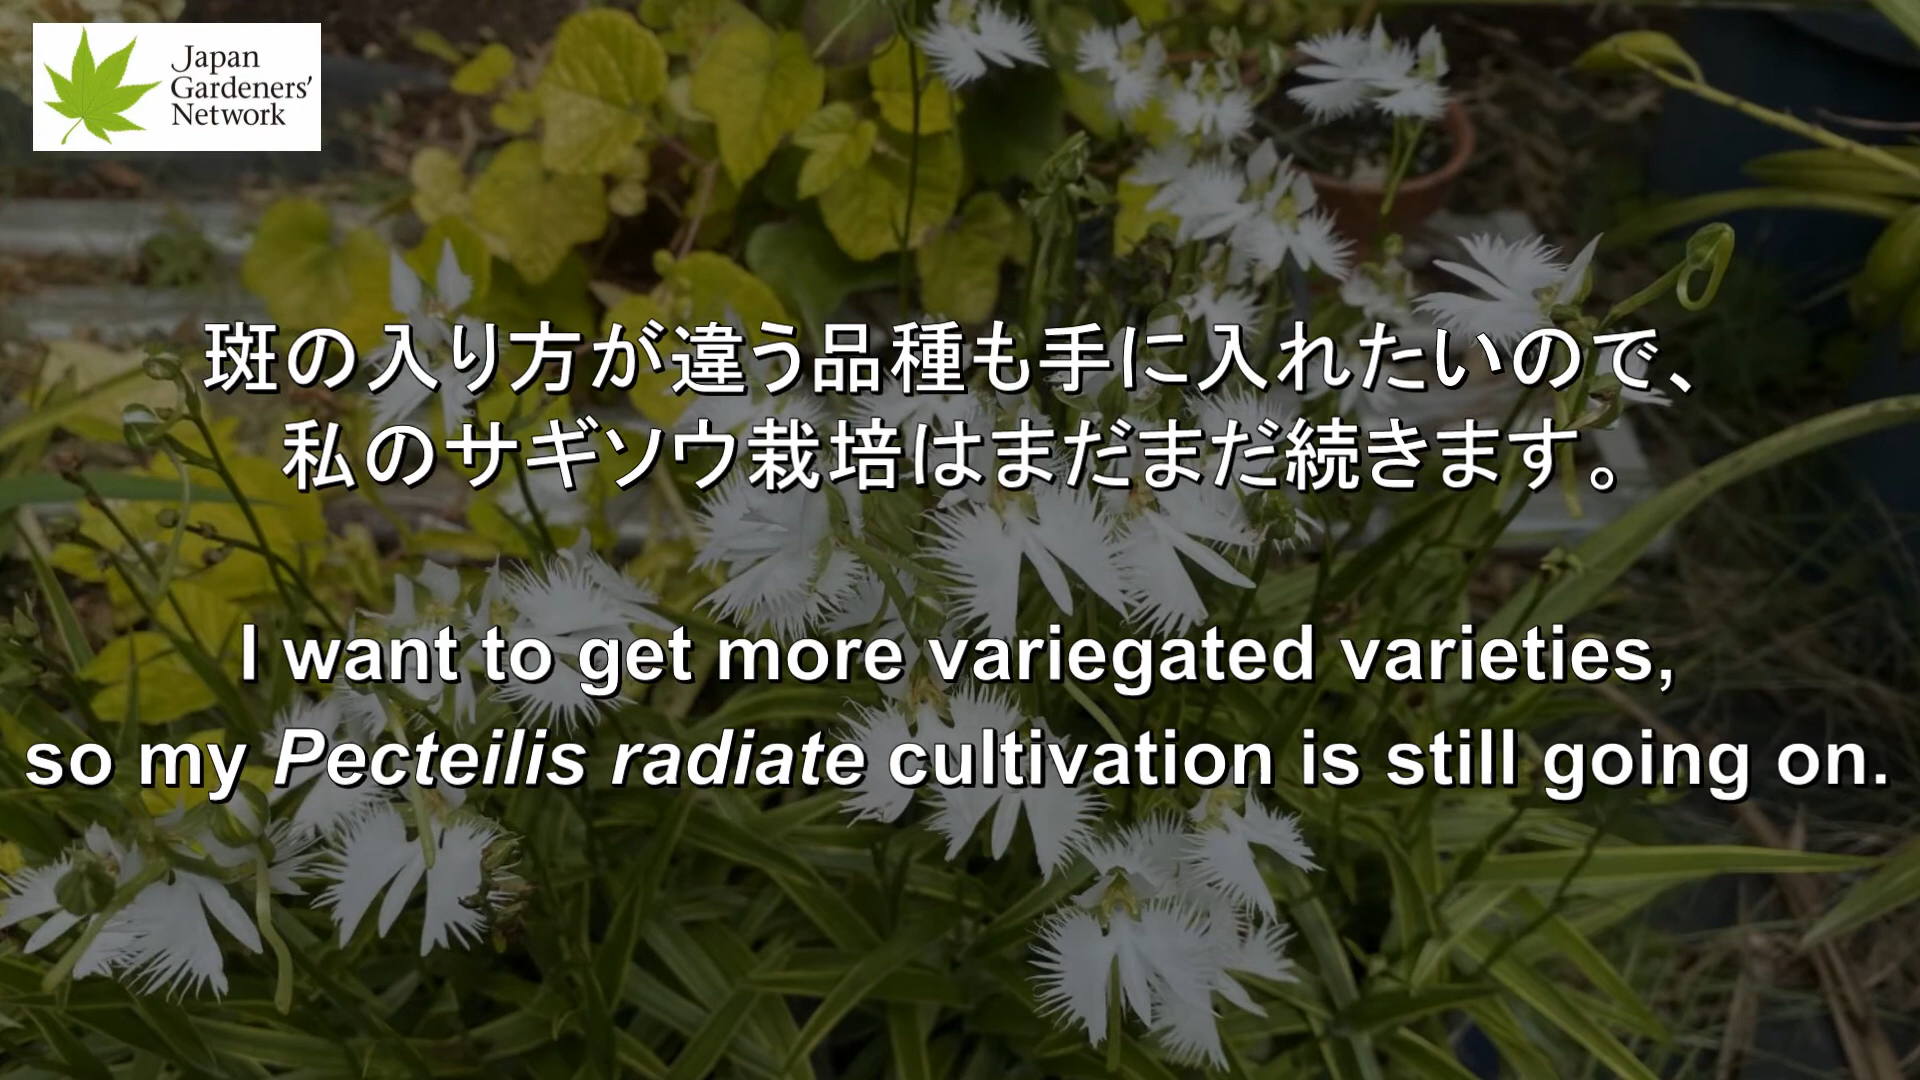 Japan
Gardeners'
Network
斑の入り方が違う品種も手に入れたいので、
私のサギソウ栽培はまだまだ続きます。
I want to get more variegated varieties,
so my Pecteilis radiate cultivation is still going on.